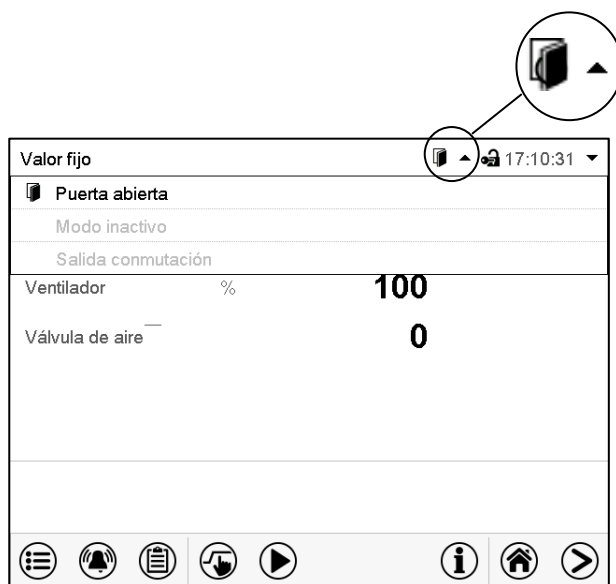 Valor fijo 17:10:31
Puerta abierta
Modo inactivo
Salida conmutación
Ventilador % 100
Válvula de aire 0